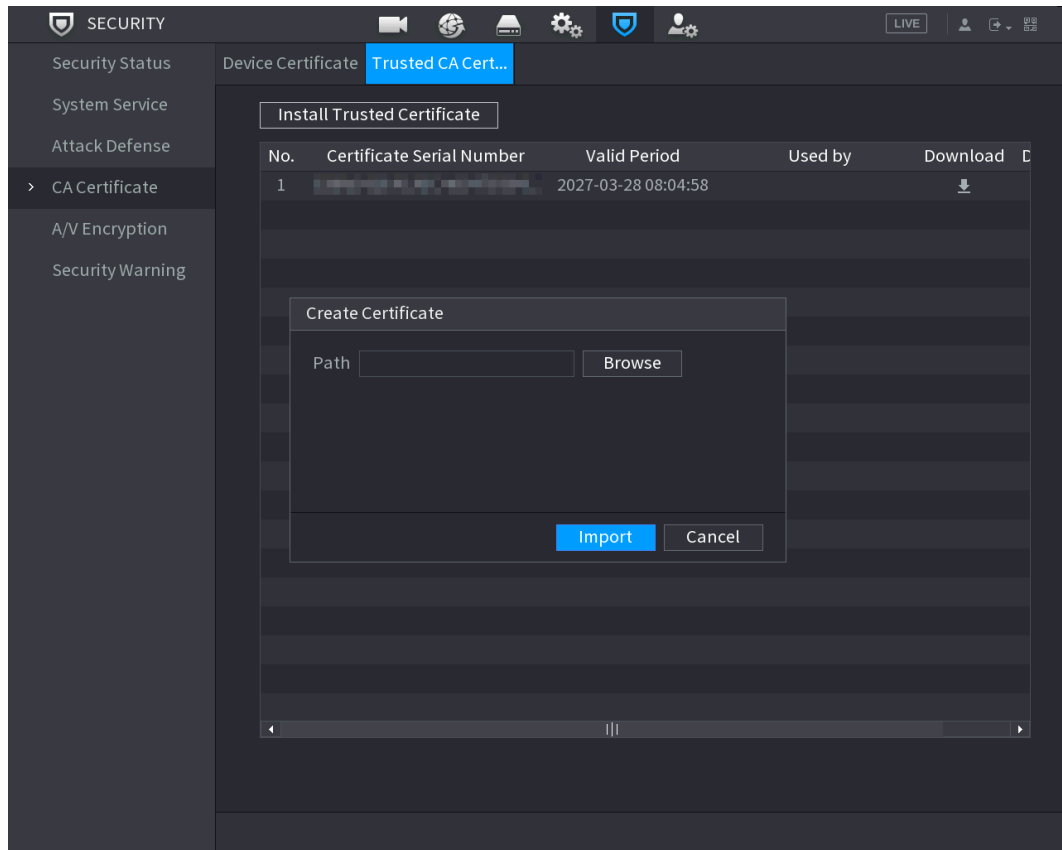 SECURITY
LIVE
Security Status
System Service
Attack Defense
CA Certificate
A/V Encryption
Security Warning
Device Certificate Trusted CA Cert...
Install Trusted Certificate
No. Certificate Serial Number Valid Period Used by Download D
1 2027-03-28 08:04:58
Create Certificate
Path Browse
Import Cancel